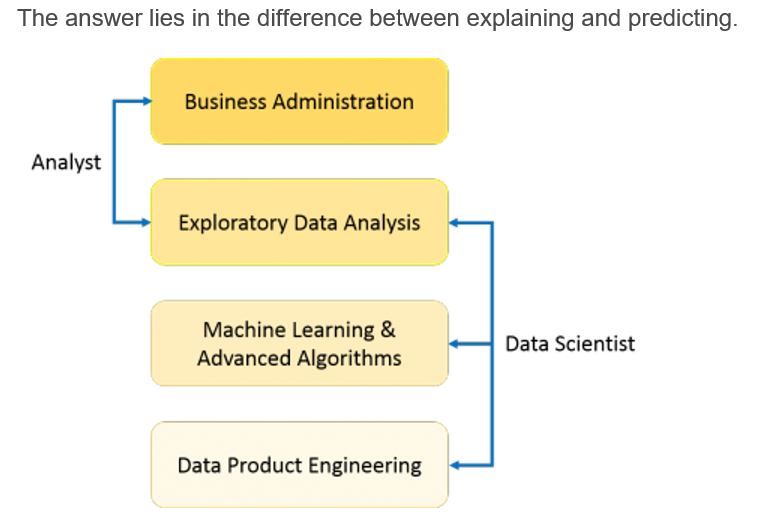 The answer lies in the difference between explaining and predicting.
Business Administration
Analyst
Exploratory Data Analysis
Machine Learning &
Advanced Algorithms
Data Scientist
Data Product Engineering